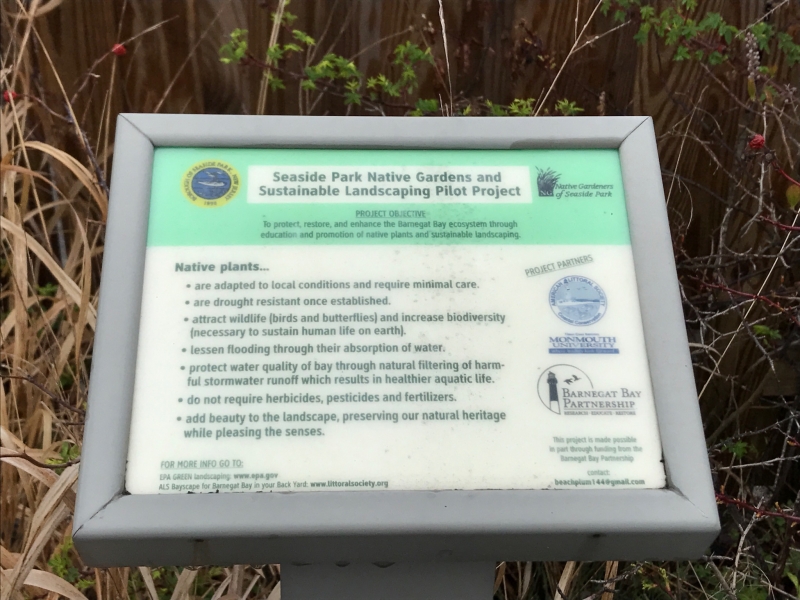 Seaside Park Native Gardens and
Sustainable Landscaping Pilot Project
Native Gardeners
of Seaside Park
PROJECT OBJECTIVE
To protect, restore, and enhance the Barnegat Bay ecosystem through
education and promotion of native plants and sustainable landscaping.
Native plants...
• are adapted to local conditions and require minimal care.
• are drought resistant once established.
• attract wildlife (birds and butterflies) and increase biodiversity
(necessary to sustain human life on earth).
• lessen flooding through their absorption of water.
• protect water quality of bay through natural filtering of harm-
ful stormwater runoff which results in healthier aquatic life.
• do not require herbicides, pesticides and fertilizers.
• add beauty to the landscape, preserving our natural heritage
while pleasing the senses.
FOR MORE INFO GO TO:
EPA GREEN landscaping: www.epa.gov
ALS Bayscape for Barnegat Bay in your Back Yard: www.littoralsociety.org
PROJECT PARTNERS
MONMOUTH
UNIVERSITY
BARNEGAT BAY
PARTNERSHIP
RESEARCH EDUCATE RESTORE
This project is made possible
in part through funding from the
Barnegat Bay Partnership
contact:
beachplum144@gmail.com